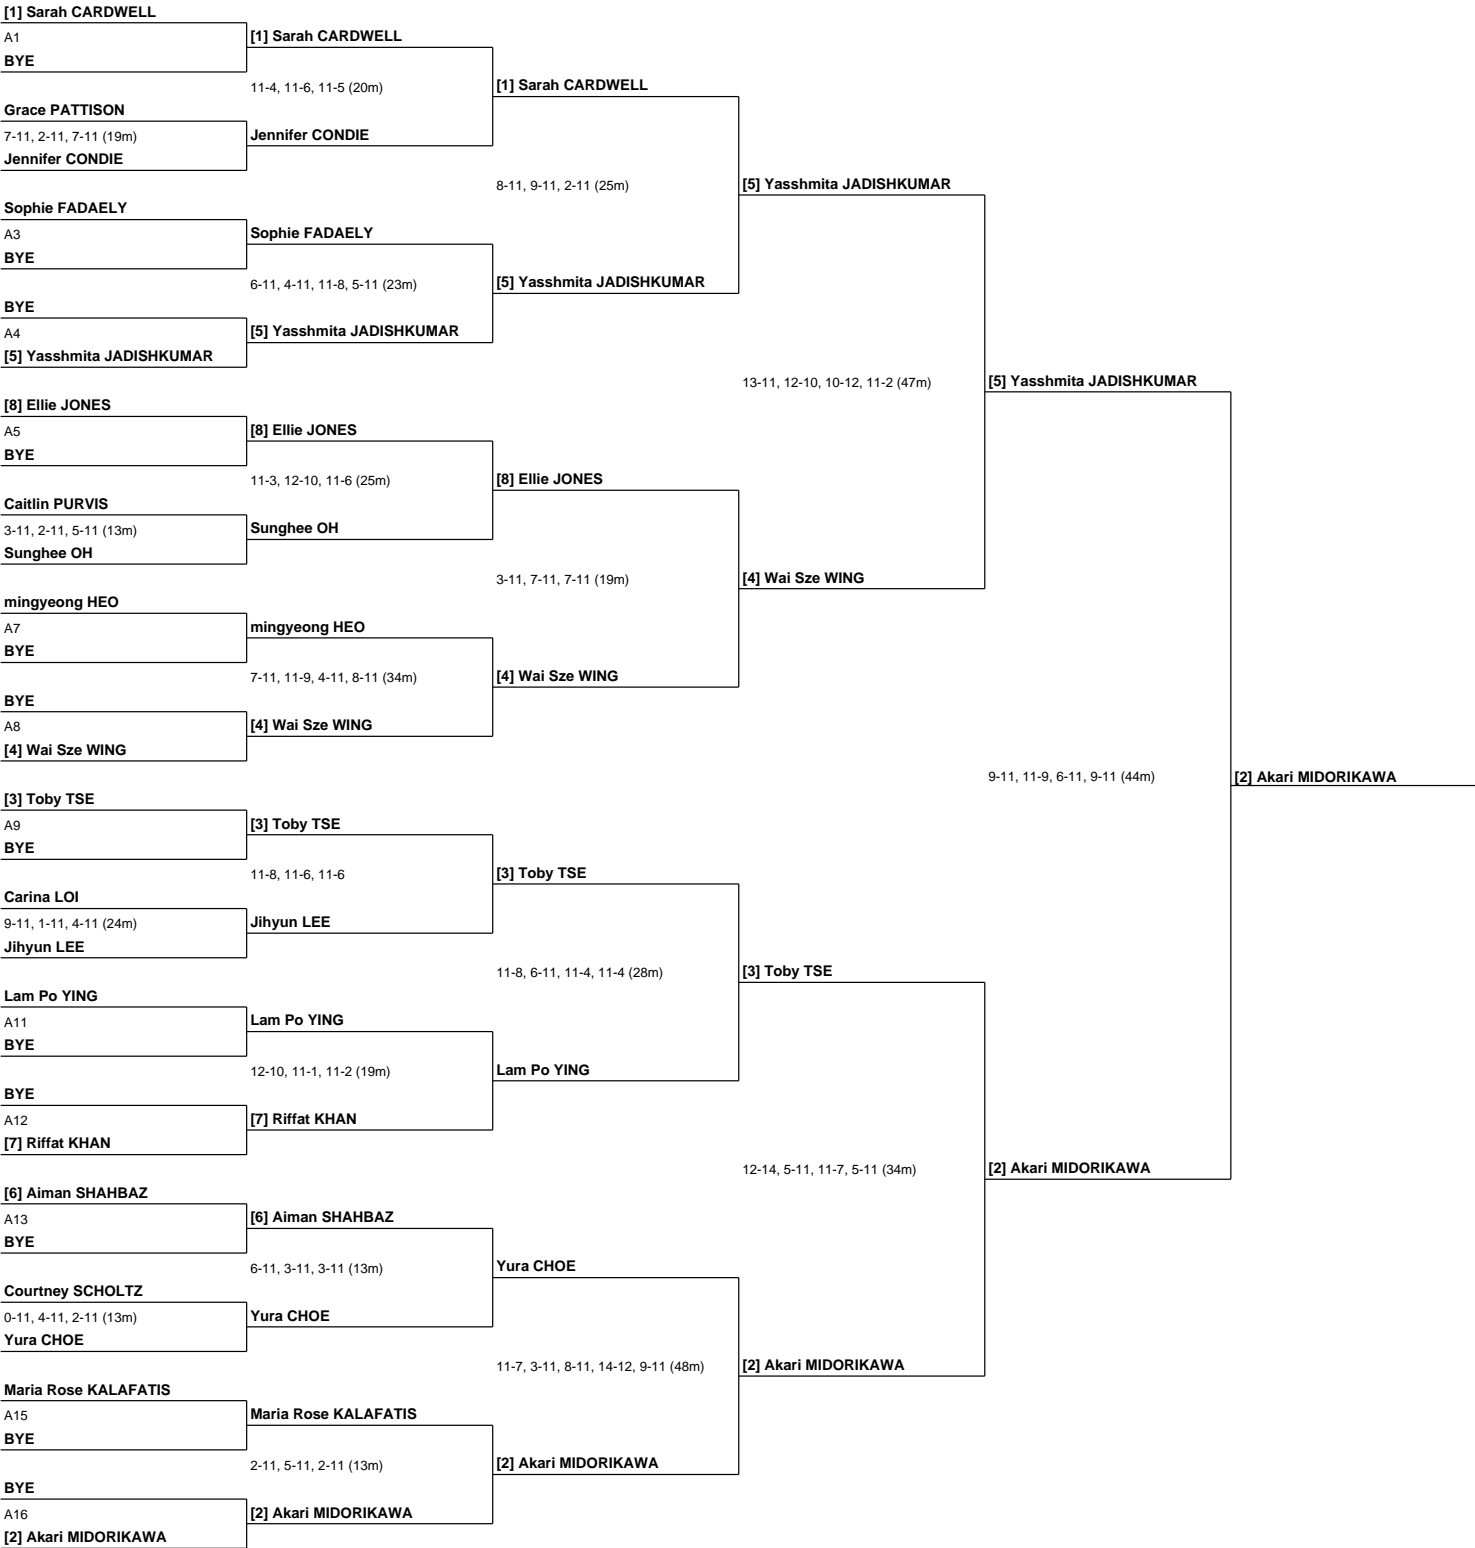 [1] Sarah CARDWELL
A1
BYE
Grace PATTISON
7-11, 2-11, 7-11 (19m)
Jennifer CONDIE
Sophie FADAELY
A3
BYE
BYE
A4
[5] Yasshmita JADISHKUMAR
[8] Ellie JONES
A5
BYE
Caitlin PURVIS
3-11, 2-11, 5-11 (13m)
Sunghee OH
mingyeong HEO
A7
BYE
BYE
A8
[4] Wai Sze WING
[3] Toby TSE
A9
BYE
Carina LOI
9-11, 1-11, 4-11 (24m)
Jihyun LEE
Lam Po YING
A11
BYE
BYE
A12
[7] Riffat KHAN
[6] Aiman SHAHBAZ
A13
BYE
Courtney SCHOLTZ
0-11, 4-11, 2-11 (13m)
Yura CHOE
Maria Rose KALAFATIS
A15
BYE
BYE
A16
[2] Akari MIDORIKAWA
[1] Sarah CARDWELL
11-4, 11-6, 11-5 (20m)
Jennifer CONDIE
Sophie FADAELY
6-11, 4-11, 11-8, 5-11 (23m)
[5] Yasshmita JADISHKUMAR
[8] Ellie JONES
11-3, 12-10, 11-6 (25m)
Sunghee OH
mingyeong HEO
7-11, 11-9, 4-11, 8-11 (34m)
[4] Wai Sze WING
[3] Toby TSE
11-8, 11-6, 11-6
Jihyun LEE
Lam Po YING
12-10, 11-1, 11-2 (19m)
[7] Riffat KHAN
[6] Aiman SHAHBAZ
6-11, 3-11, 3-11 (13m)
Yura CHOE
Maria Rose KALAFATIS
2-11, 5-11, 2-11 (13m)
[2] Akari MIDORIKAWA
[1] Sarah CARDWELL
8-11, 9-11, 2-11 (25m)
[5] Yasshmita JADISHKUMAR
[8] Ellie JONES
3-11, 7-11, 7-11 (19m)
[4] Wai Sze WING
[3] Toby TSE
11-8, 6-11, 11-4, 11-4 (28m)
Lam Po YING
Yura CHOE
11-7, 3-11, 8-11, 14-12, 9-11 (48m)
[2] Akari MIDORIKAWA
[5] Yasshmita JADISHKUMAR
13-11, 12-10, 10-12, 11-2 (47m)
[4] Wai Sze WING
[3] Toby TSE
12-14, 5-11, 11-7, 5-11 (34m)
[2] Akari MIDORIKAWA
[5] Yasshmita JADISHKUMAR
9-11, 11-9, 6-11, 9-11 (44m)
[2] Akari MIDORIKAWA
[2] Akari MIDORIKAWA